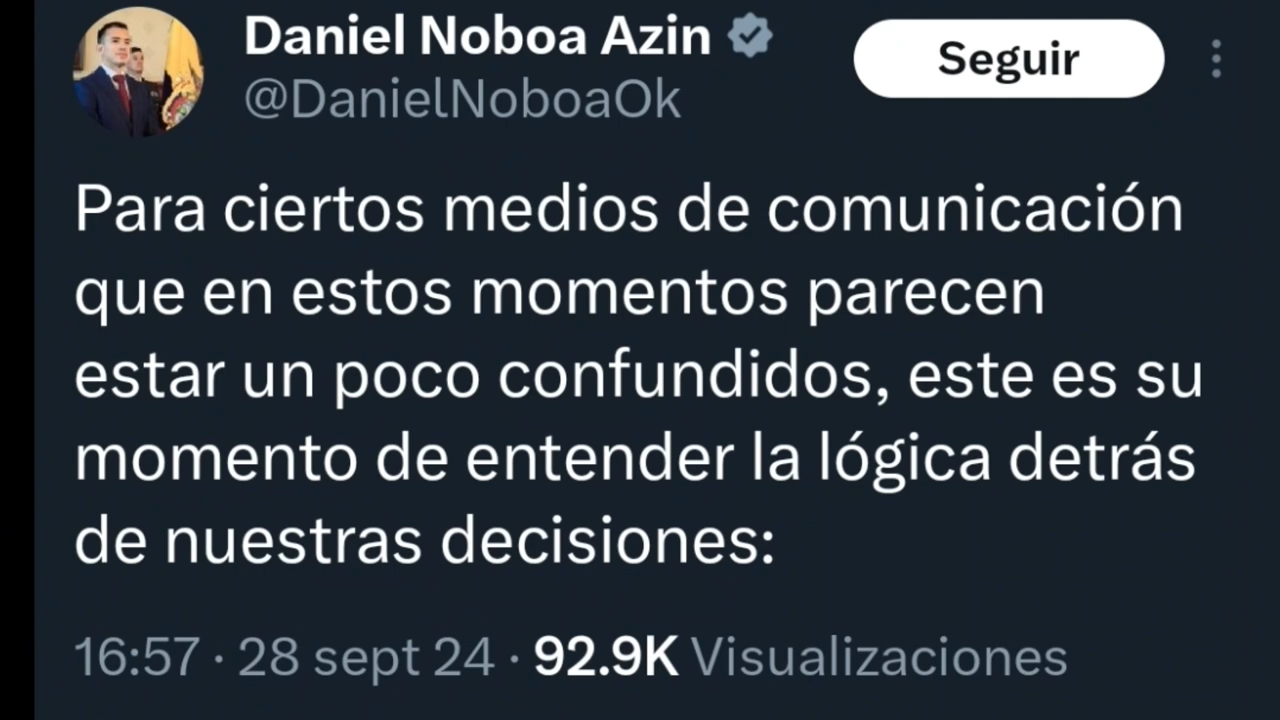 Daniel Noboa Azin
@DanielNoboaOk
Seguir
Para ciertos medios de comunicación
que en estos momentos parecen
estar un poco confundidos, este es su
momento de entender la lógica detrás
de nuestras decisiones:
16:57 · 28 sept 24 · 92.9K Visualizaciones